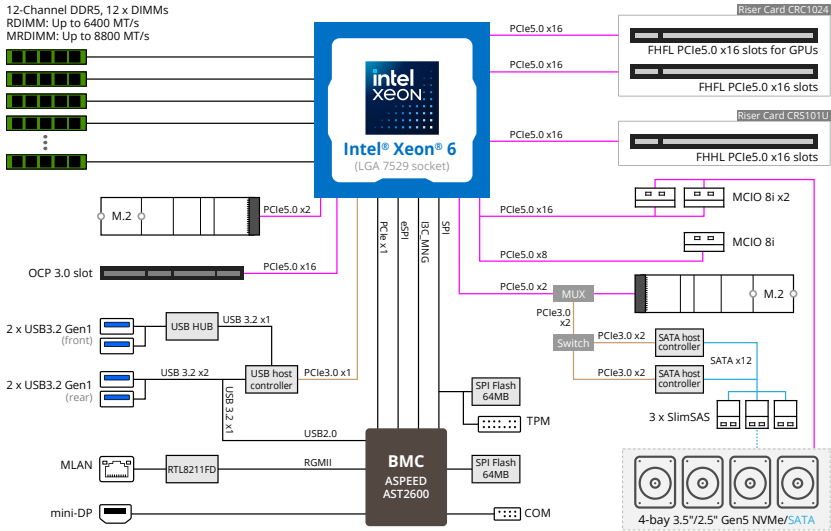 12-Channel DDR5, 12 x DIMMs
RDIMM: Up to 6400 MT/s
MRDIMM: Up to 8800 MT/s
intel
xeon
Intel® Xeon® 6
(LGA 7529 socket)
PCIe5.0 x16
Riser Card CRC1024
FHFL PCIe5.0 x16 slots for GPUs
PCIe5.0 x16
FHFL PCIe5.0 x16 slots
Riser Card CRS101U
PCIe5.0 x16
FHHL PCIe5.0 x16 slots
M.2
PCIe5.0 x2
PCIe x1
eSPI
I3C_MNG
SPI
PCIe5.0 x16
MCIO 8i x2
PCIe5.0 x8
MCIO 8i
OCP 3.0 slot
PCIe5.0 x16
PCIe5.0 x2
MUX
M.2
PCIe3.0
x2
2 x USB3.2 Gen1
(front)
USB HUB
USB 3.2 x1
Switch
PCIe3.0 x2
SATA host
controller
SATA x12
2 x USB3.2 Gen1
(rear)
USB 3.2 x2
USB host
controller
PCIe3.0 x1
PCIe3.0 x2
SATA host
controller
USB 3.2 x1
SPI Flash
64MB
TPM
3 x SlimSAS
USB2.0
MLAN
RTL8211FD
RGMII
BMC
ASPEED
AST2600
SPI Flash
64MB
mini-DP
COM
4-bay 3.5"/2.5" Gen5 NVMe/SATA